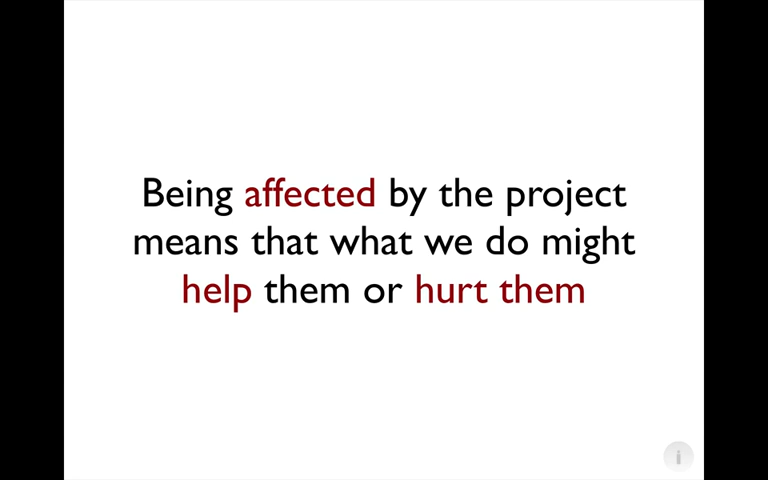 Being affected by the project
means that what we do might
help them or hurt them
i